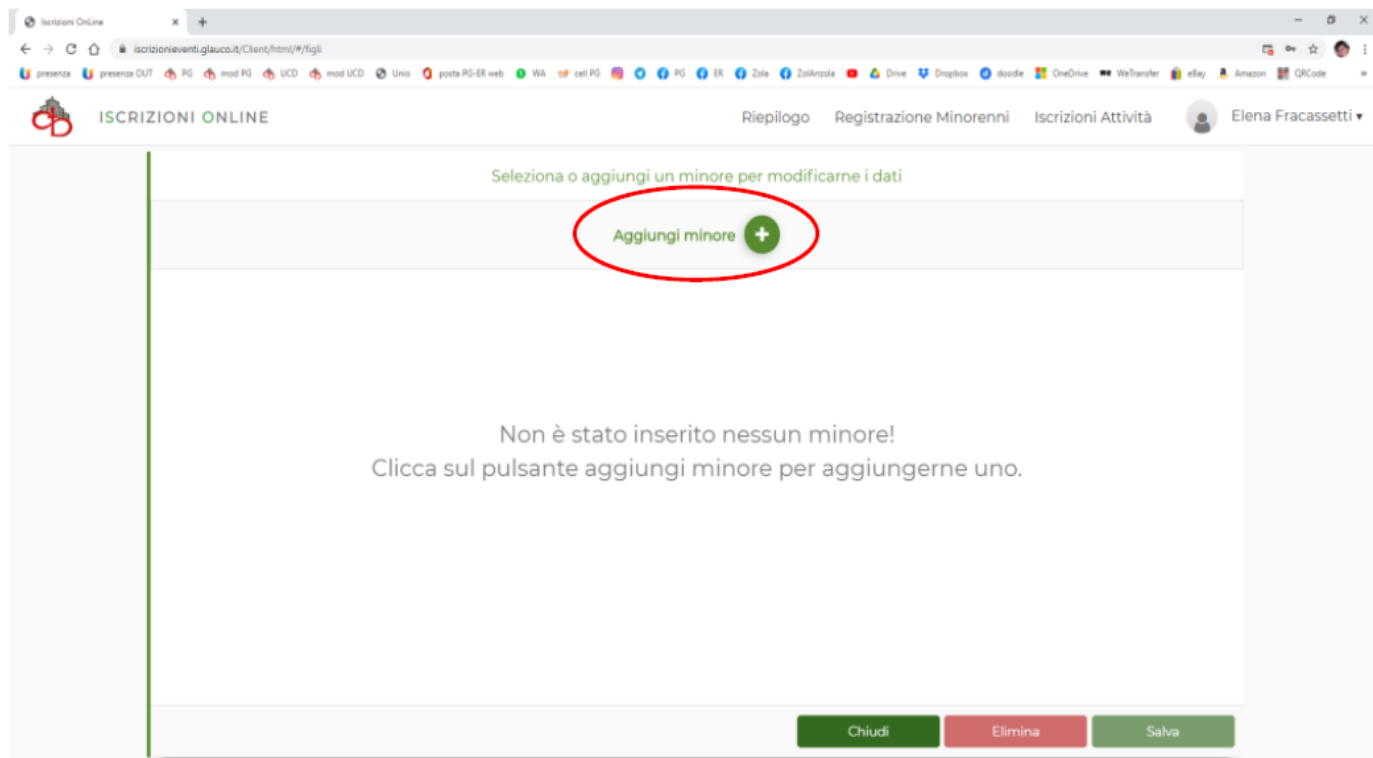 Iscrizioni OnLine
iscrizionieventi.glauco.it/Client/html/#/figli
presenza presenza OUT PG mod PG UCD mod UCD Unio posta PG-ER web WA cell PG PG ER Zola ZolAnzola Drive Dropbox doodle OneDrive WeTransfer eBay Amazon QRCode
ISCRIZIONI ONLINE Riepilogo Registrazione Minorenni Iscrizioni Attività Elena Fracassetti
Seleziona o aggiungi un minore per modificarne i dati
Aggiungi minore
Non è stato inserito nessun minore!
Clicca sul pulsante aggiungi minore per aggiungerne uno.
Chiudi Elimina Salva